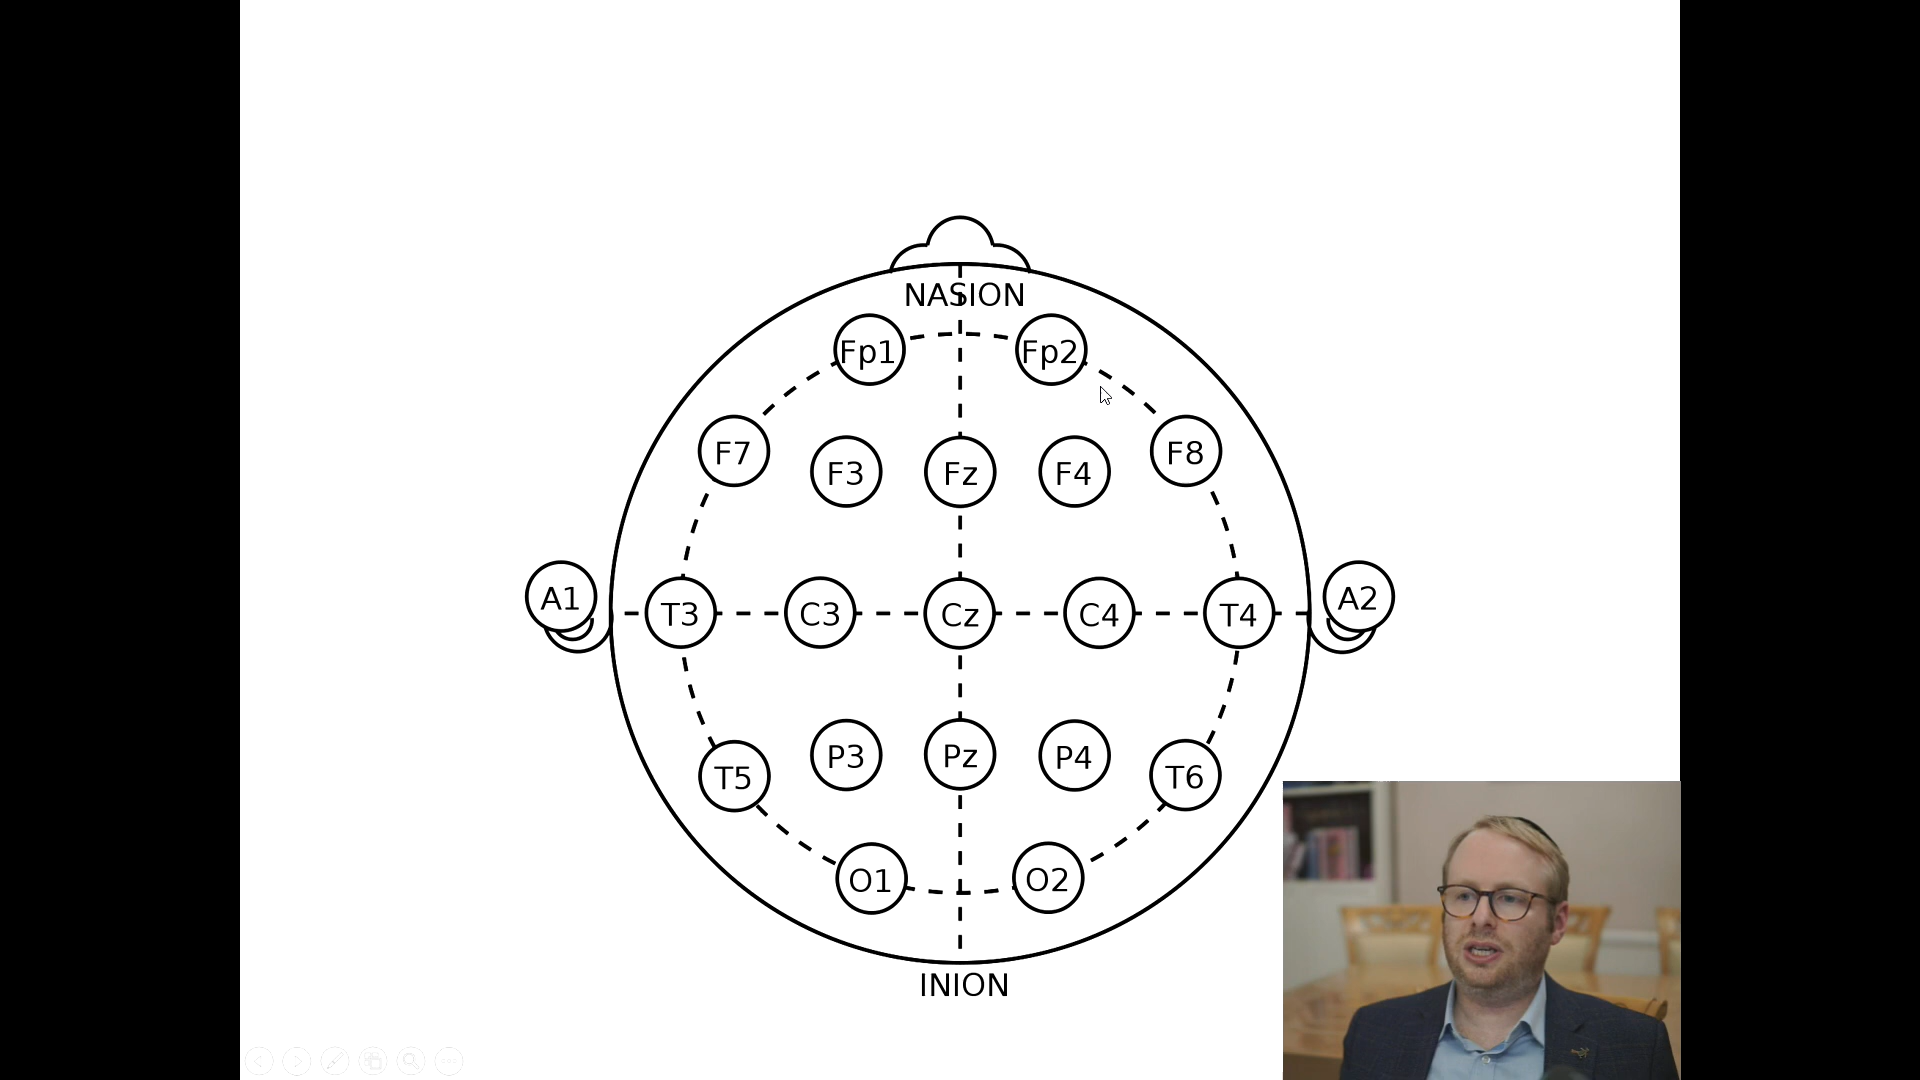 NASION
Fp1 Fp2
F7 F3 Fz F4 F8
A1 A2
T3 C3 Cz C4 T4
T5 P3 Pz P4 T6
O1 O2
INION